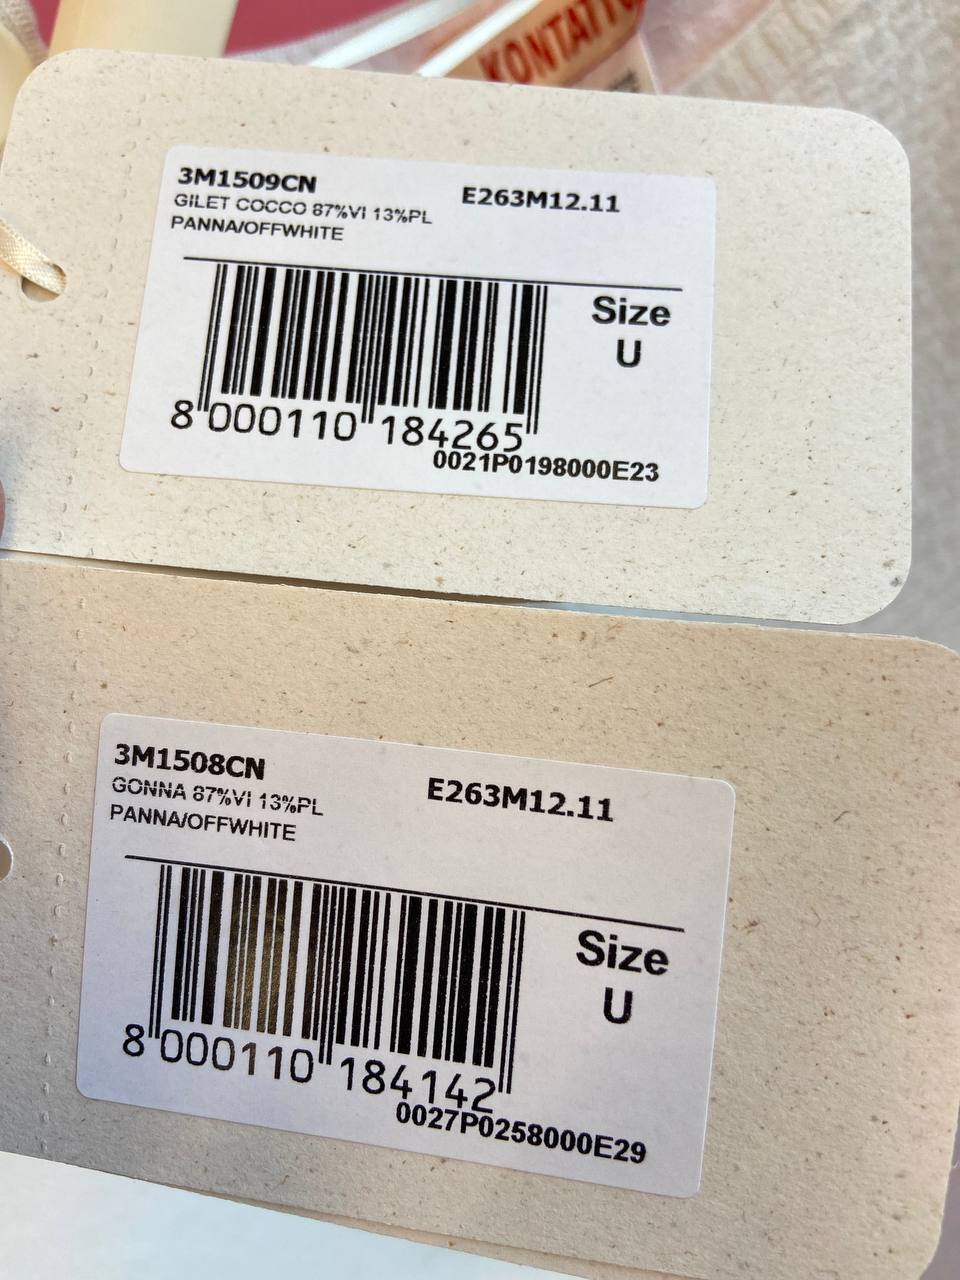 KONTATTO
3M1509CN
E263M12.11
GILET COCCO 87%VI 13%PL
PANNA/OFFWHITE
Size
U
8 000110 184265
0021P0198000E23
3M1508CN
E263M12.11
GONNA 87%VI 13%PL
PANNA/OFFWHITE
Size
U
8 000110 184142
0027P0258000E29